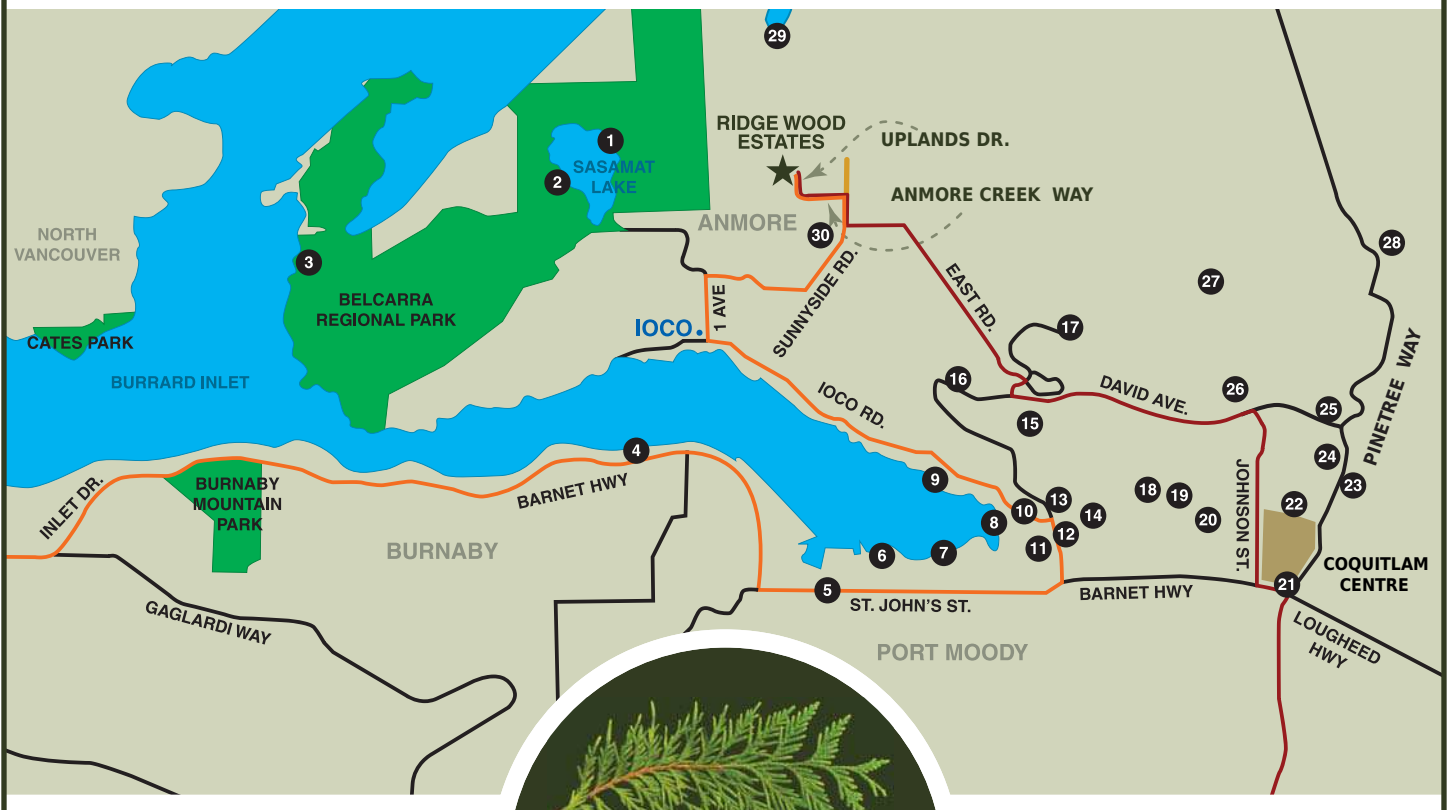 29
RIDGE WOOD
ESTATES
UPLANDS DR.
1
SASAMAT
LAKE
2
ANMORE CREEK WAY
ANMORE
30
NORTH
VANCOUVER
3
28
27
BELCARRA
REGIONAL PARK
1 AVE
SUNNYSIDE RD.
EAST RD.
IOCO
17
CATES PARK
BURRARD INLET
16
IOCO RD.
DAVID AVE.
26
25
PINETREE WAY
15
4
24
23
INLET DR.
BURNABY
MOUNTAIN
PARK
BARNET HWY
9
JOHNSON ST.
18
19
20
22
13
10
14
8
12
11
BURNABY
6
7
5
ST. JOHN'S ST.
BARNET HWY
21
COQUITLAM
CENTRE
GAGLARDI WAY
LOUGHEED
HWY
PORT MOODY